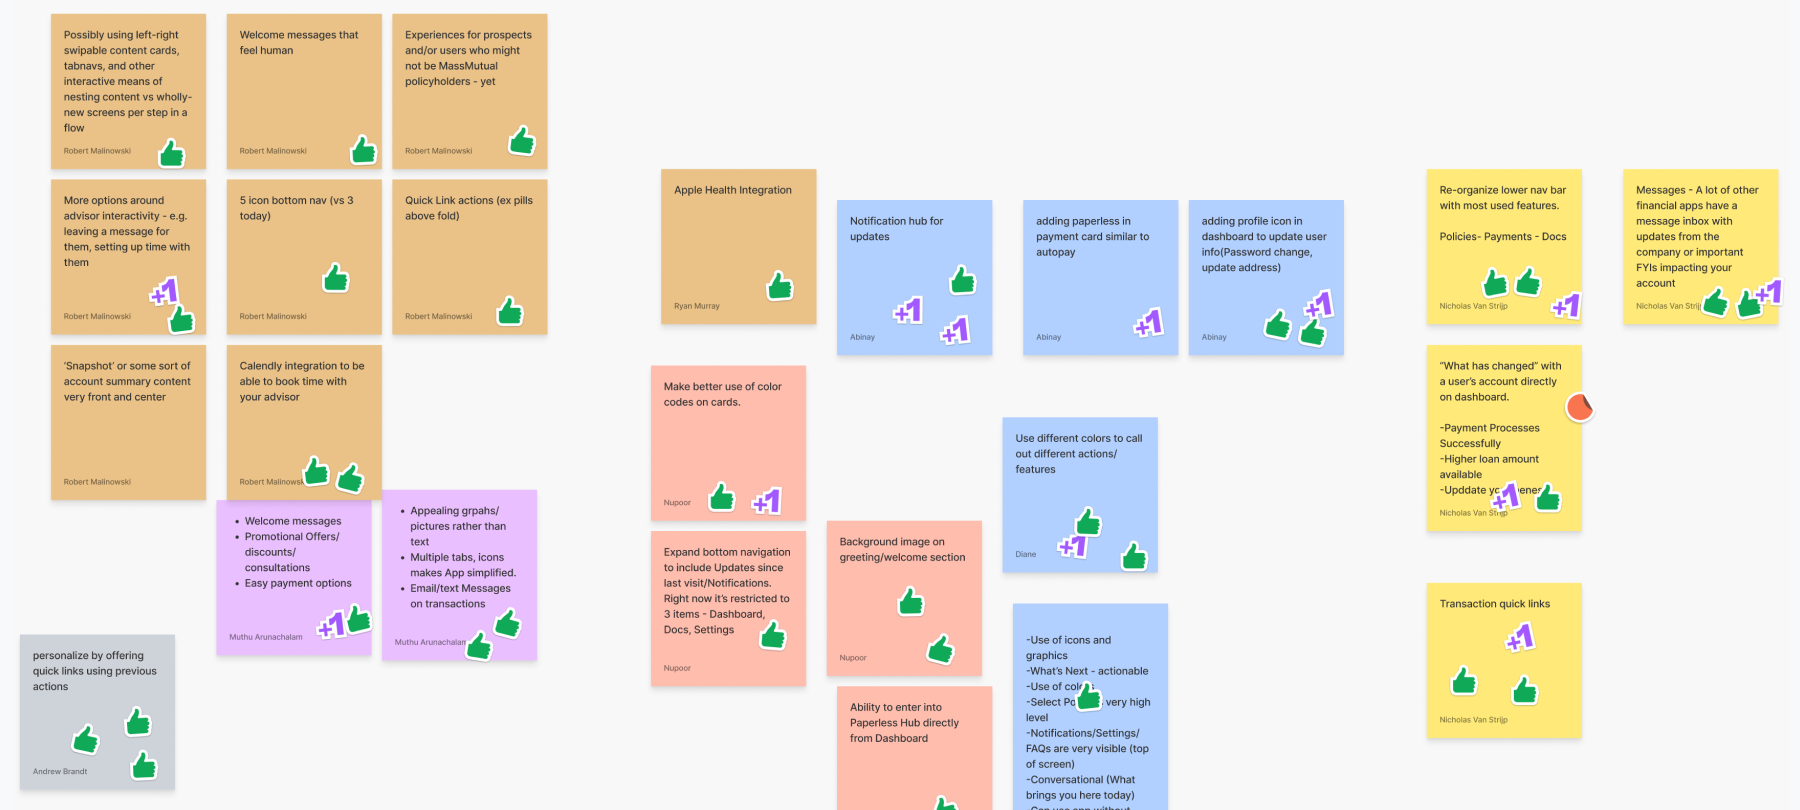 Possibly using left-right
swipable content cards,
tabnavs, and other
interactive means of
nesting content vs wholly-
new screens per step in a
flow
Robert Malinowski
Welcome messages that
feel human
Robert Malinowski
Experiences for prospects
and/or users who might
not be MassMutual
policyholders - yet
Robert Malinowski
More options around
advisor interactivity - e.g.
leaving a message for
them, setting up time with
them
+1
Robert Malinowski
5 icon bottom nav (vs 3
today)
Robert Malinowski
Quick Link actions (ex pills
above fold)
Robert Malinowski
'Snapshot' or some sort of
account summary content
very front and center
Robert Malinowski
Calendly integration to be
able to book time with
your advisor
Robert Malinowski
• Welcome messages
• Promotional Offers/
discounts/
consultations
• Easy payment options
+1
Muthu Arunachalam
• Appealing grpahs/
pictures rather than
text
• Multiple tabs, icons
makes App simplified.
• Email/text Messages
on transactions
Muthu Arunachalam
personalize by offering
quick links using previous
actions
Andrew Brandt
Apple Health Integration
Ryan Murray
Notification hub for
updates
+1
+1
Abinay
adding paperless in
payment card similar to
autopay
+1
Abinay
adding profile icon in
dashboard to update user
info(Password change,
update address)
+1
Abinay
Make better use of color
codes on cards.
Nupoor
+1
Expand bottom navigation
to include Updates since
last visit/Notifications.
Right now it's restricted to
3 items - Dashboard,
Docs, Settings
Nupoor
Background image on
greeting/welcome section
Nupoor
Ability to enter into
Paperless Hub directly
from Dashboard
Use different colors to call
out different actions/
features
+1
Diane
-Use of icons and
graphics
-What's Next - actionable
-Use of
-Select very high
level
-Notifications/Settings/
FAQs are very visible (top
of screen)
-Conversational (What
brings you here today)
-Can use app without
Re-organize lower nav bar
with most used features.
Policies- Payments - Docs
+1
Nicholas Van Strijp
Messages - A lot of other
financial apps have a
message inbox with
updates from the
company or important
FYIs impacting your
account
+1
Nicholas Van Strijp
"What has changed" with
a user's account directly
on dashboard.
-Payment Processes
Successfully
-Higher loan amount
available
-Upddate
+1
Nicholas Van Strijp
Transaction quick links
+1
Nicholas Van Strijp